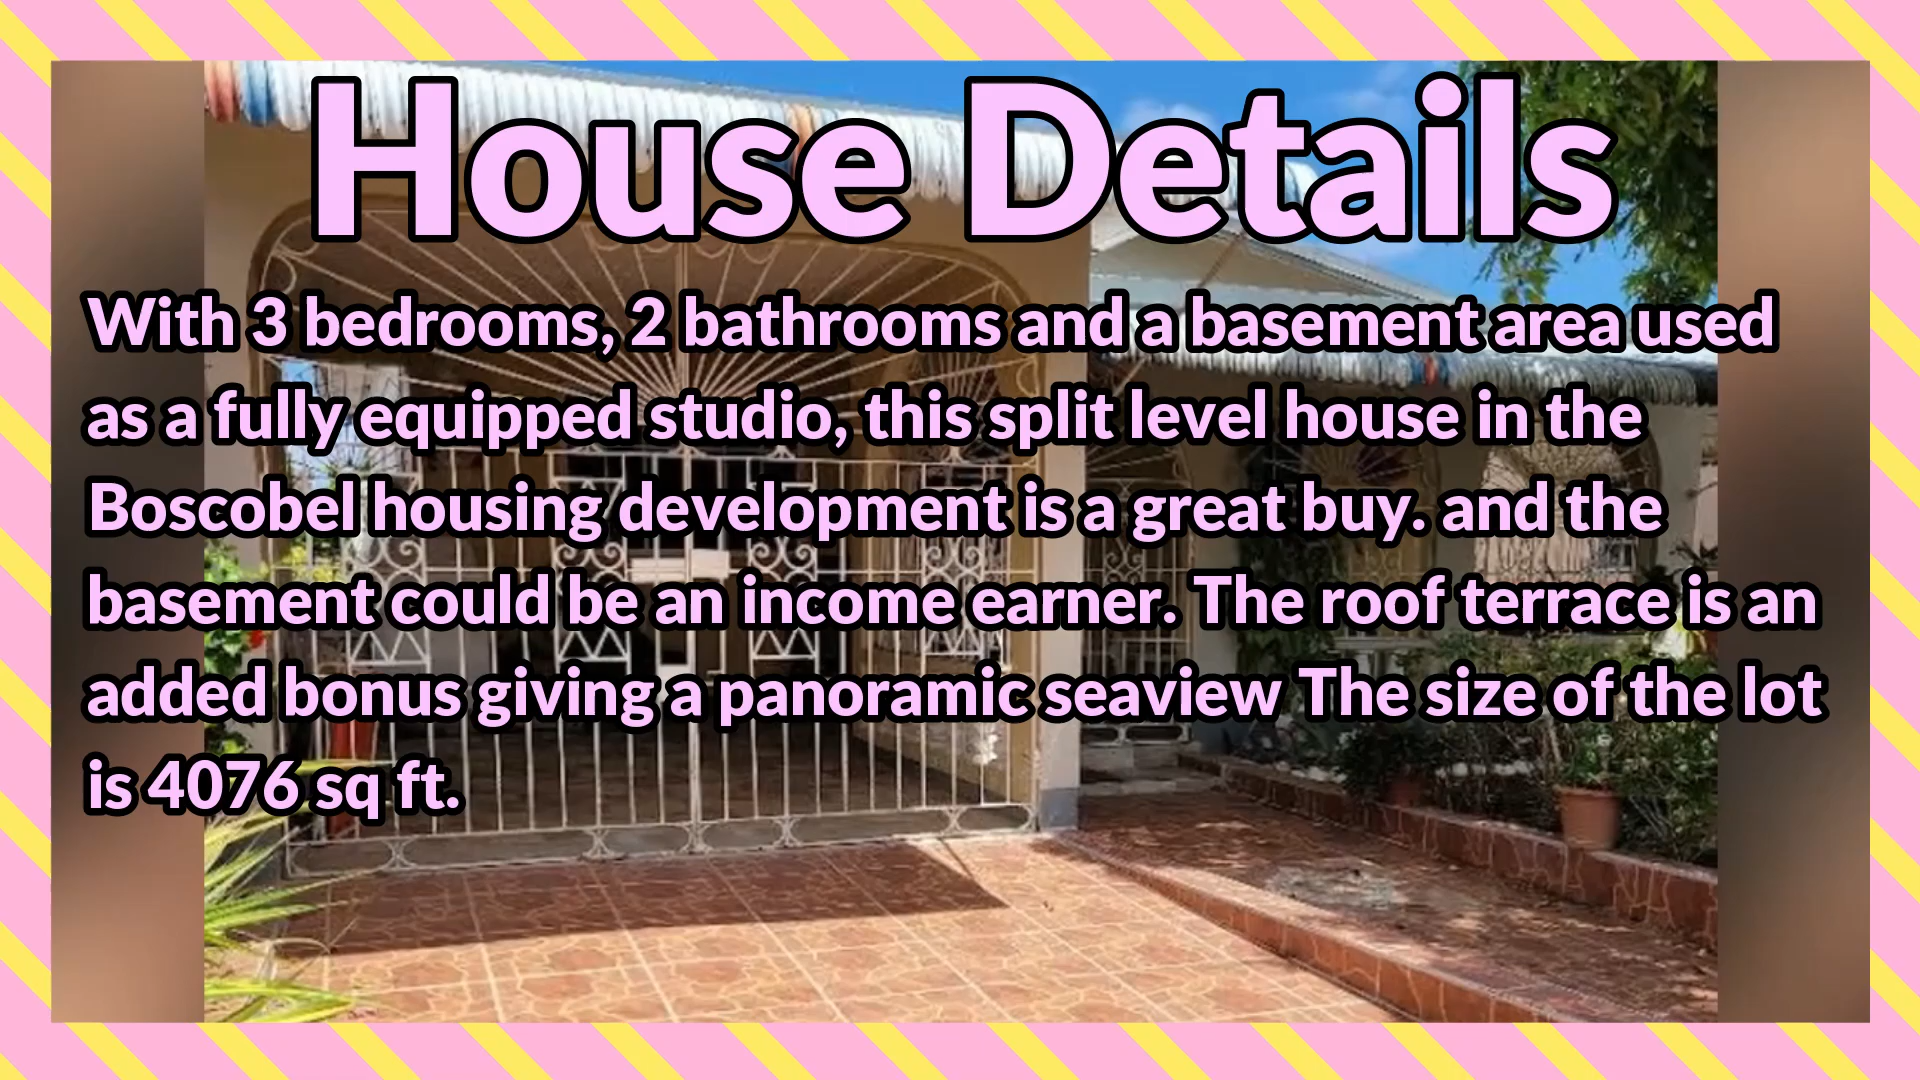 House Details
With 3 bedrooms, 2 bathrooms and a basement area used
as a fully equipped studio, this split level house in the
Boscobel housing development is a great buy. and the
basement could be an income earner. The roof terrace is an
added bonus giving a panoramic seaview The size of the lot
is 4076 sq ft.